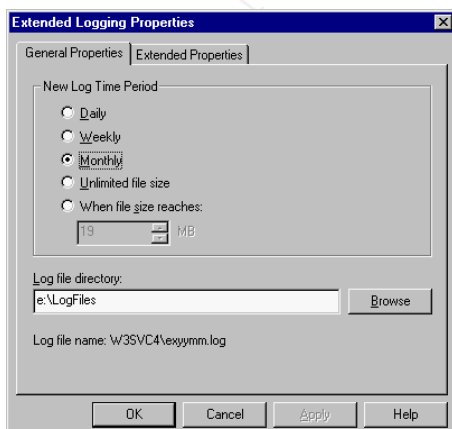 Extended Logging Properties
General Properties Extended Properties
New Log Time Period
Daily
Weekly
Monthly
Unlimited file size
When file size reaches:
19 MB
Log file directory:
e:\LogFiles Browse
Log file name: W3SVC4\exyymm.log
OK Cancel Apply Help